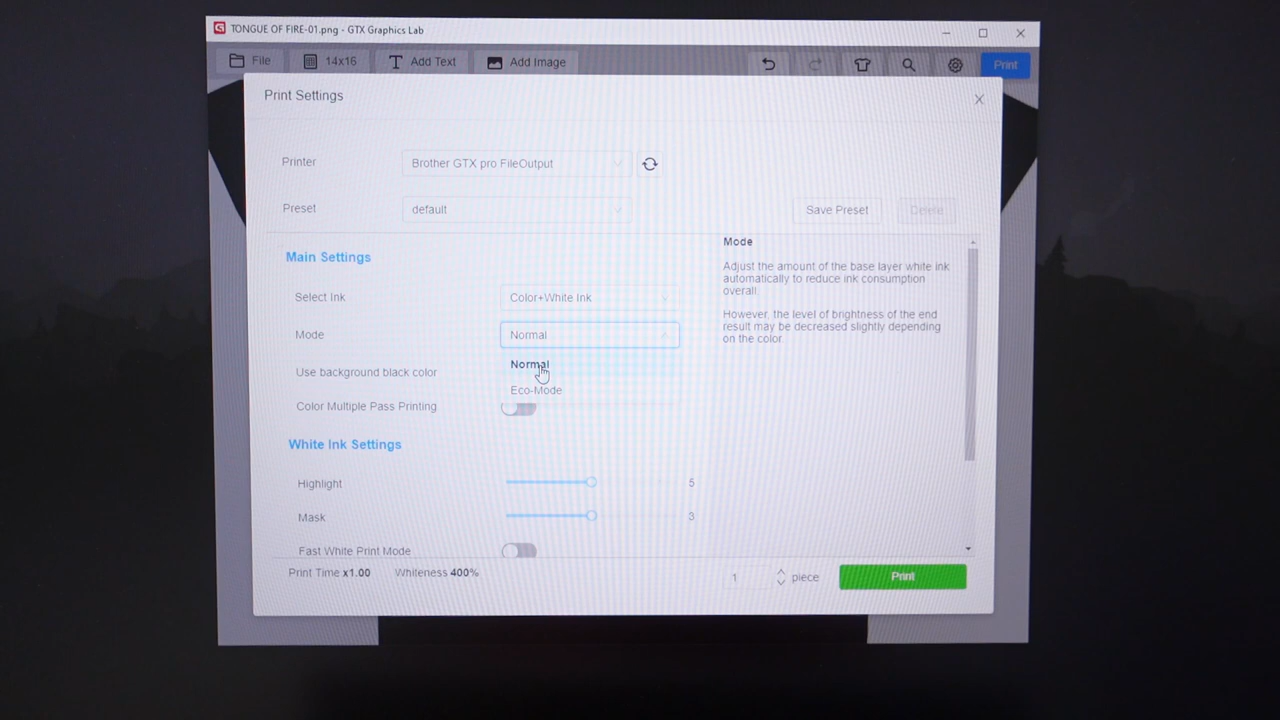 TONGUE OF FIRE-01.png - GTX Graphics Lab
File 14x16 Add Text Add Image Print
Print Settings
Printer Brother GTX pro FileOutput
Preset default Save Preset Delete
Main Settings
Select Ink Color+White Ink
Mode Normal
Normal
Eco-Mode
Use background black color
Color Multiple Pass Printing
White Ink Settings
Highlight 5
Mask 3
Fast White Print Mode
Mode
Adjust the amount of the base layer white ink
automatically to reduce ink consumption
overall.
However, the level of brightness of the end
result may be decreased slightly depending
on the color.
Print Time x1.00 Whiteness 400% 1 piece Print